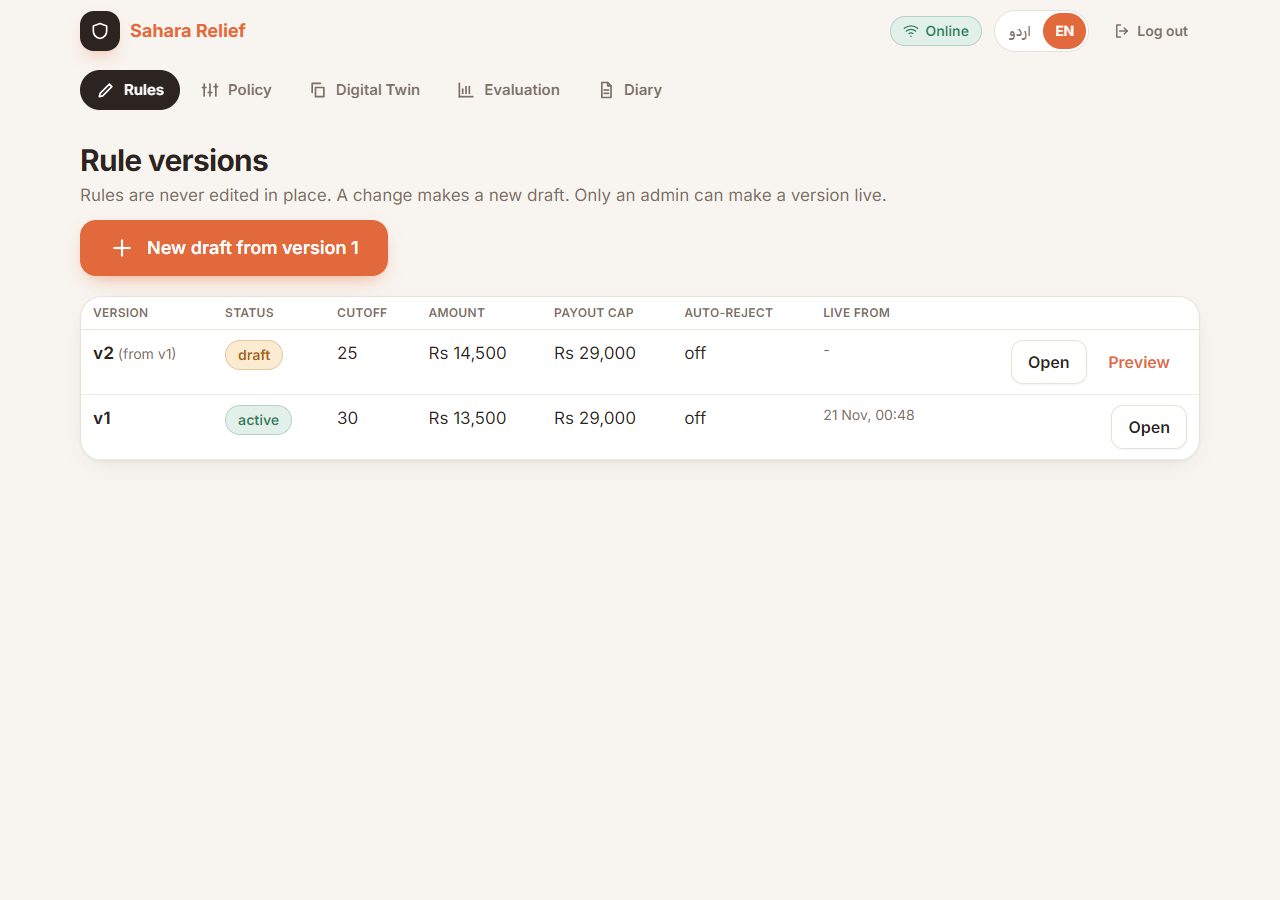 Sahara Relief
Online
اردو
EN
Log out
Rules
Policy
Digital Twin
Evaluation
Diary
Rule versions
Rules are never edited in place. A change makes a new draft. Only an admin can make a version live.
New draft from version 1
VERSION STATUS CUTOFF AMOUNT PAYOUT CAP AUTO-REJECT LIVE FROM
v2 (from v1) draft 25 Rs 14,500 Rs 29,000 off - Open Preview
v1 active 30 Rs 13,500 Rs 29,000 off 21 Nov, 00:48 Open